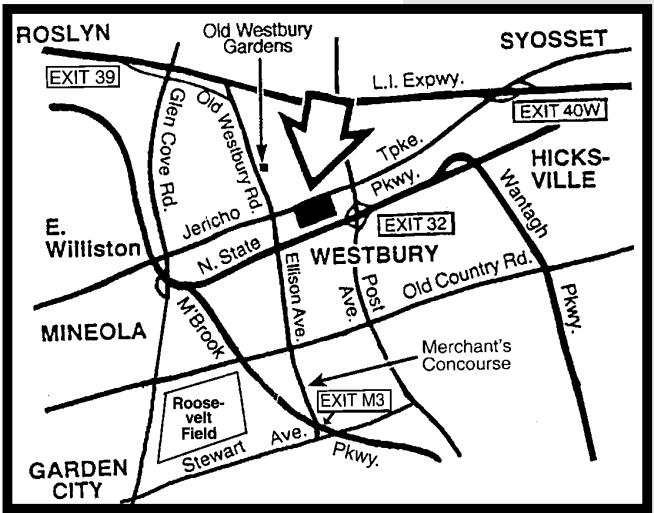 ROSLYN
Old Westbury
Gardens
SYOSSET
EXIT 39
L.I. Expwy.
EXIT 40W
Glen Cove Rd.
Old Westbury Rd.
Tpke.
Pkwy.
HICKS-
VILLE
Wantagh
E.
Williston
Jericho
N. State
EXIT 32
WESTBURY
Ellison Ave.
Post
Ave.
Old Country Rd.
Pkwy.
MINEOLA
M'Brook
Merchant's
Concourse
Roose-
velt
Field
EXIT M3
Stewart
Ave.
Pkwy.
GARDEN
CITY